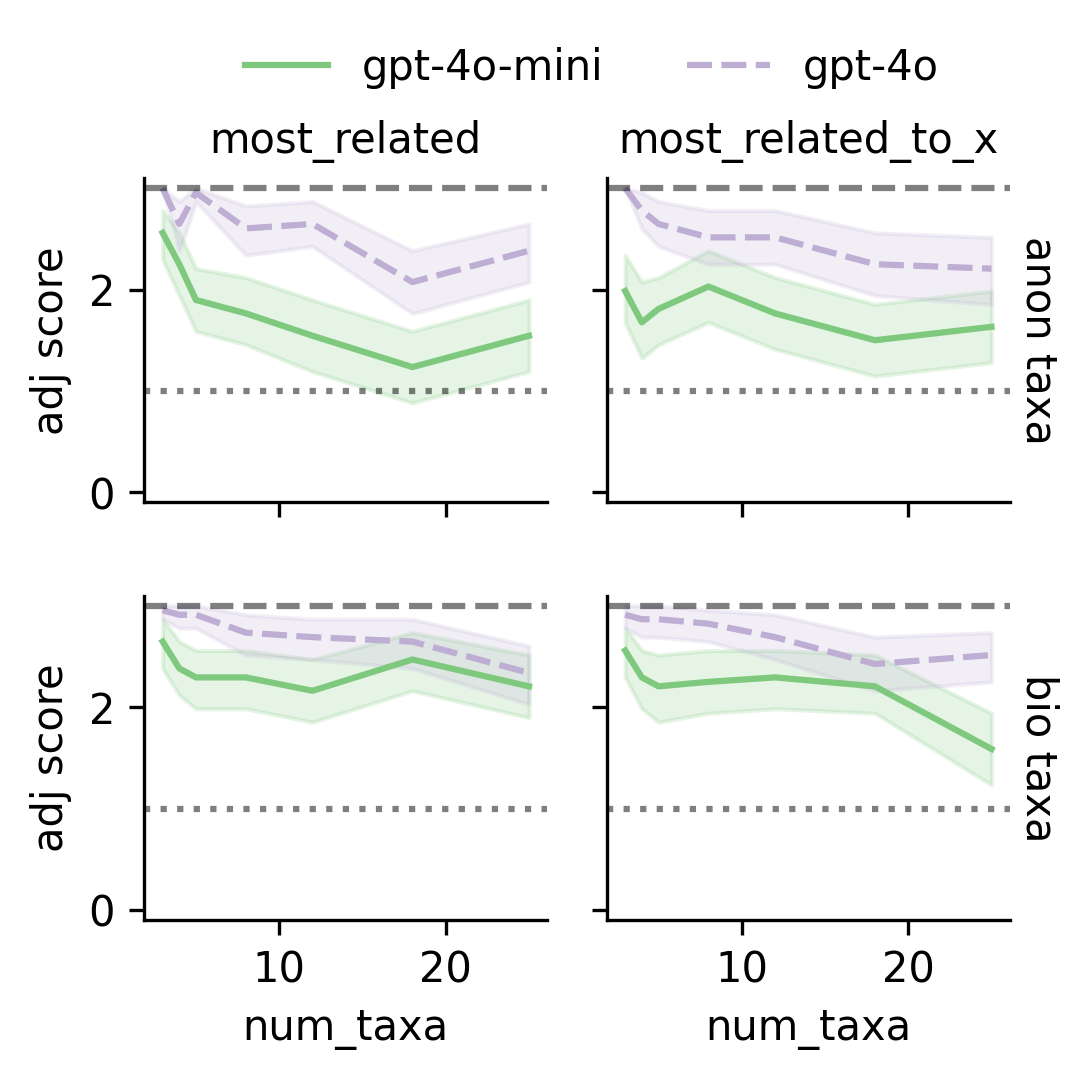 gpt-4o-mini gpt-4o
most_related most_related_to_x
adj score
2
0
anon taxa
adj score
2
0
bio taxa
10 20 10 20
num_taxa num_taxa